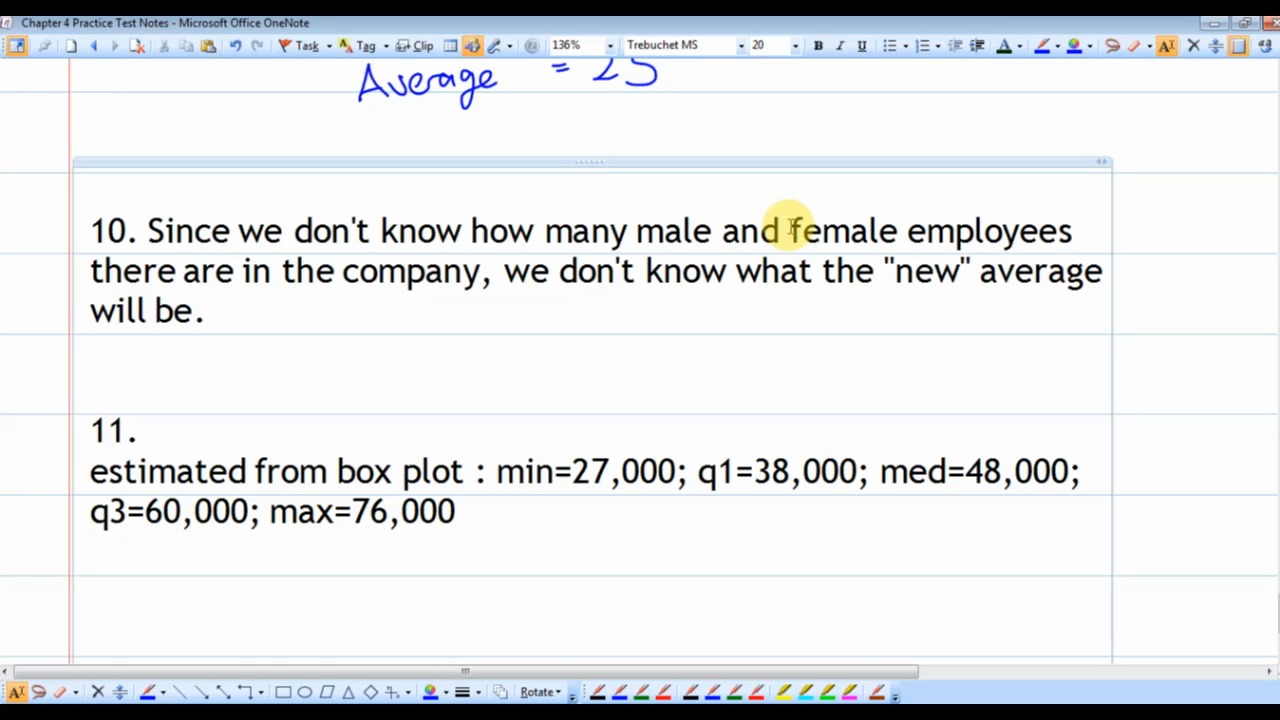 Chapter 4 Practice Test Notes - Microsoft Office OneNote
Task Tag Clip 136% Trebuchet MS 20 B I U A
Average = 25
10. Since we don't know how many male and female employees
there are in the company, we don't know what the "new" average
will be.
11.
estimated from box plot : min=27,000; q1=38,000; med=48,000;
q3=60,000; max=76,000
Rotate